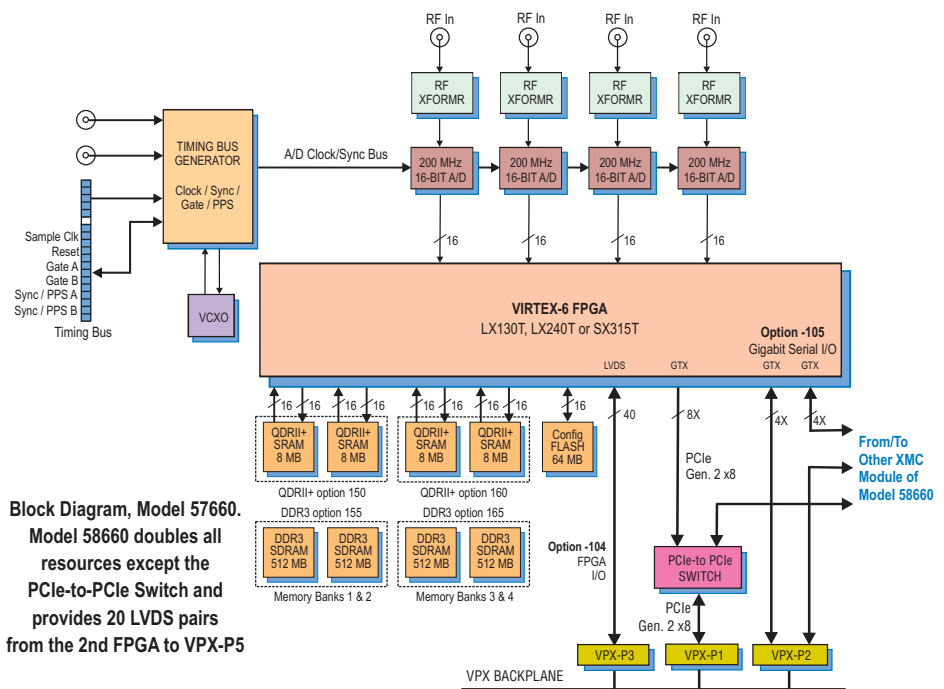 RF In
RF In
RF In
RF In
RF
XFORMR
RF
XFORMR
RF
XFORMR
RF
XFORMR
TIMING BUS
GENERATOR
Clock / Sync /
Gate / PPS
A/D Clock/Sync Bus
200 MHz
16-BIT A/D
200 MHz
16-BIT A/D
200 MHz
16-BIT A/D
200 MHz
16-BIT A/D
Sample Clk
Reset
Gate A
Gate B
Sync / PPS A
Sync / PPS B
Timing Bus
VCXO
16
16
16
16
VIRTEX-6 FPGA
LX130T, LX240T or SX315T
Option -105
Gigabit Serial I/O
LVDS
GTX
GTX
GTX
16
16
16
16
16
16
16
16
16
40
8X
4X
4X
QDRII+
SRAM
8 MB
QDRII+
SRAM
8 MB
QDRII+
SRAM
8 MB
QDRII+
SRAM
8 MB
Config
FLASH
64 MB
QDRII+ option 150
QDRII+ option 160
DDR3 option 155
DDR3 option 165
DDR3
SDRAM
512 MB
DDR3
SDRAM
512 MB
DDR3
SDRAM
512 MB
DDR3
SDRAM
512 MB
Memory Banks 1 & 2
Memory Banks 3 & 4
PCIe
Gen. 2 x8
From/To
Other XMC
Module of
Model 58660
Option -104
FPGA
I/O
PCIe-to PCIe
SWITCH
PCIe
Gen. 2 x8
VPX-P3
VPX-P1
VPX-P2
VPX BACKPLANE
Block Diagram, Model 57660.
Model 58660 doubles all
resources except the
PCIe-to-PCIe Switch and
provides 20 LVDS pairs
from the 2nd FPGA to VPX-P5